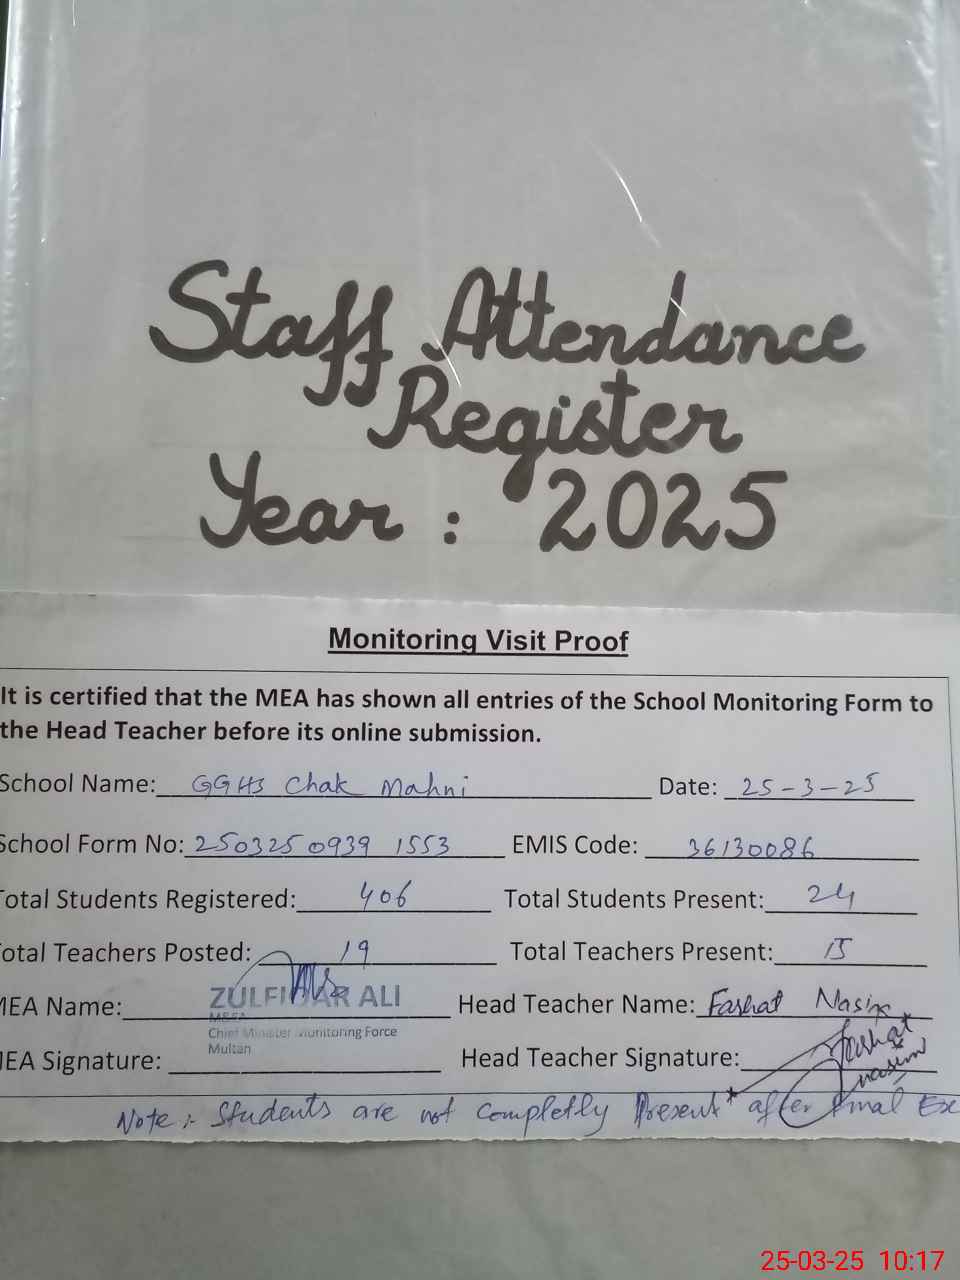 Staff Attendance
Register
Year : 2025
Monitoring Visit Proof
It is certified that the MEA has shown all entries of the School Monitoring Form to
the Head Teacher before its online submission.
School Name: GGHS Chak Mahni Date: 25-3-25
School Form No: 250325 0939 1553 EMIS Code: 36130086
Total Students Registered: 406 Total Students Present: 24
Total Teachers Posted: 19 Total Teachers Present: 15
MEA Name: ZULFIQAR ALI Head Teacher Name: Farhat Nasim
MEA
Chief Minister Monitoring Force
Multan
MEA Signature: Head Teacher Signature: Farhat nasim
Note :- Students are not completly Present after final Exa
25-03-25 10:17